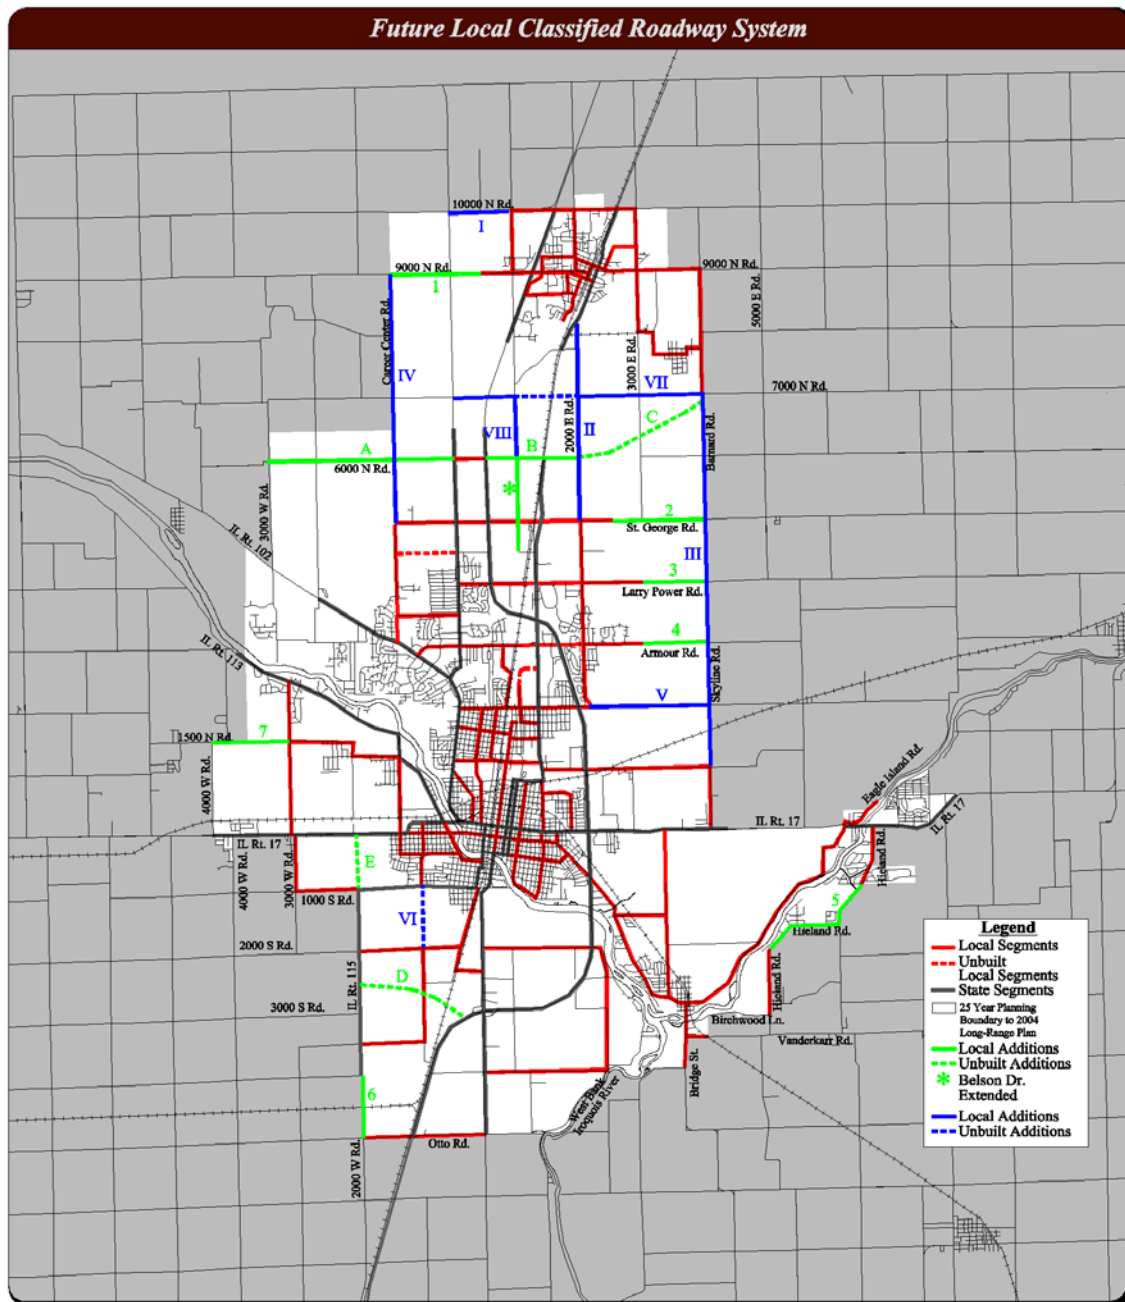 Future Local Classified Roadway System
10000 N Rd.
I
9000 N Rd.
9000 N Rd.
1
5000 E Rd.
Career Center Rd.
3000 E Rd.
IV
VII
7000 N Rd.
2000 E Rd.
C
VIII
II
Barnard Rd.
A
B
6000 N Rd.
*
3000 W Rd.
2
St. George Rd.
IL Rt. 102
III
3
Larry Power Rd.
4
Armour Rd.
IL Rt. 113
Skyline Rd.
V
1500 N Rd.
7
4000 W Rd.
Eagle Island Rd.
IL Rt. 17
IL Rt. 17
IL Rt. 17
E
4000 W Rd.
3000 W Rd.
Hieland Rd.
1000 S Rd.
5
VI
Hieland Rd.
2000 S Rd.
D
IL Rt. 115
Hieland Rd.
3000 S Rd.
Birchwood Ln.
Vanderkarr Rd.
Bridge St.
6
West Bank
Iroquois River
Otto Rd.
2000 W Rd.
Legend
Local Segments
Unbuilt
Local Segments
State Segments
25 Year Planning
Boundary to 2004
Long-Range Plan
Local Additions
Unbuilt Additions
* Belson Dr.
Extended
Local Additions
Unbuilt Additions